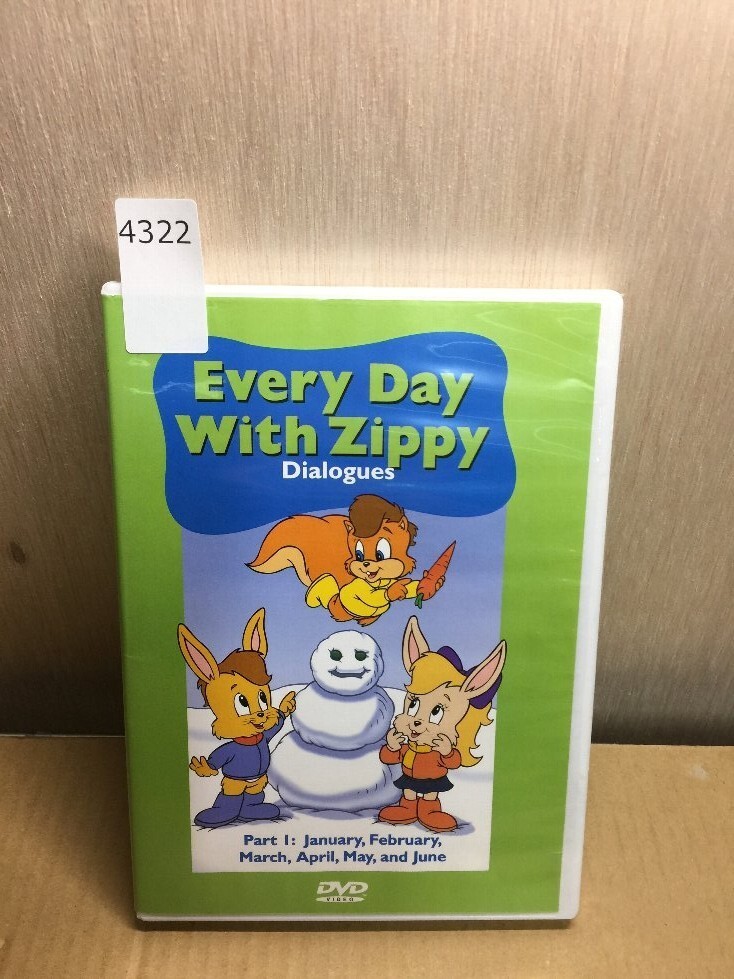 4322
Every Day
With Zippy
Dialogues
Part 1: January, February,
March, April, May, and June
DVD
VIDEO